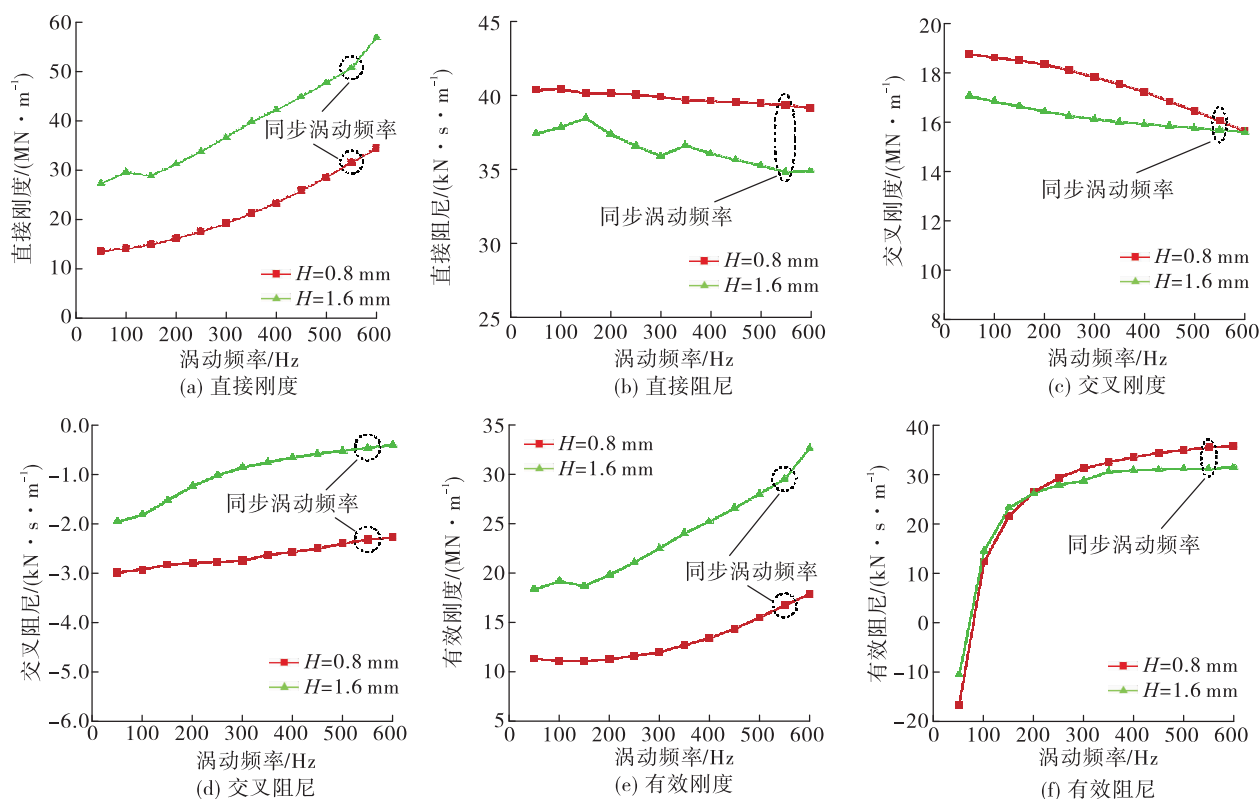 直接刚度/(MN·m⁻¹)
60
50
40
30
20
10
0
0 100 200 300 400 500 600
同步涡动频率
H=0.8 mm
H=1.6 mm
涡动频率/Hz
(a) 直接刚度
直接阻尼/(kN·s·m⁻¹)
45
40
35
30
25
0 100 200 300 400 500 600
同步涡动频率
H=0.8 mm
H=1.6 mm
涡动频率/Hz
(b) 直接阻尼
交叉刚度/(MN·m⁻¹)
20
18
16
14
12
10
8
0 100 200 300 400 500 600
同步涡动频率
H=0.8 mm
H=1.6 mm
涡动频率/Hz
(c) 交叉刚度
交叉阻尼/(kN·s·m⁻¹)
0.0
-1.0
-2.0
-3.0
-4.0
-5.0
-6.0
0 100 200 300 400 500 600
同步涡动频率
H=0.8 mm
H=1.6 mm
涡动频率/Hz
(d) 交叉阻尼
有效刚度/(MN·m⁻¹)
35
30
25
20
15
10
5
0 100 200 300 400 500 600
H=0.8 mm
H=1.6 mm
同步涡动频率
涡动频率/Hz
(e) 有效刚度
有效阻尼/(kN·s·m⁻¹)
40
30
20
10
0
-10
-20
0 100 200 300 400 500 600
同步涡动频率
H=0.8 mm
H=1.6 mm
涡动频率/Hz
(f) 有效阻尼